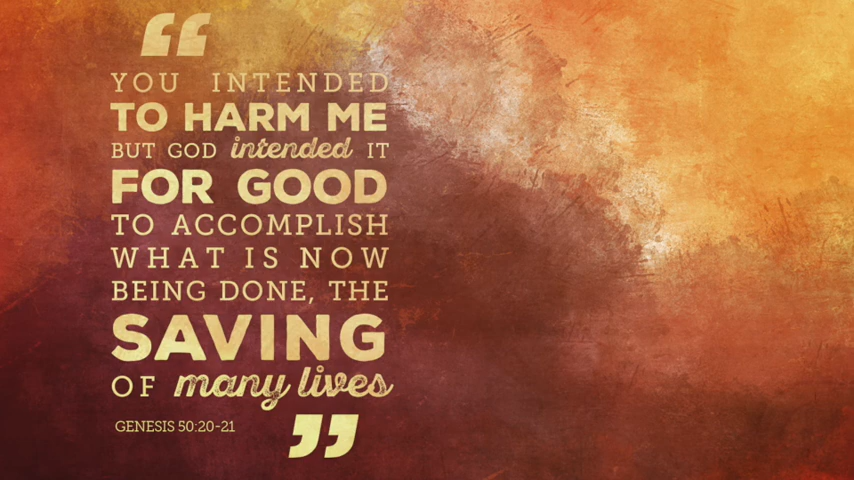 “
YOU INTENDED
TO HARM ME
BUT GOD intended IT
FOR GOOD
TO ACCOMPLISH
WHAT IS NOW
BEING DONE, THE
SAVING
OF many lives
GENESIS 50:20-21
”